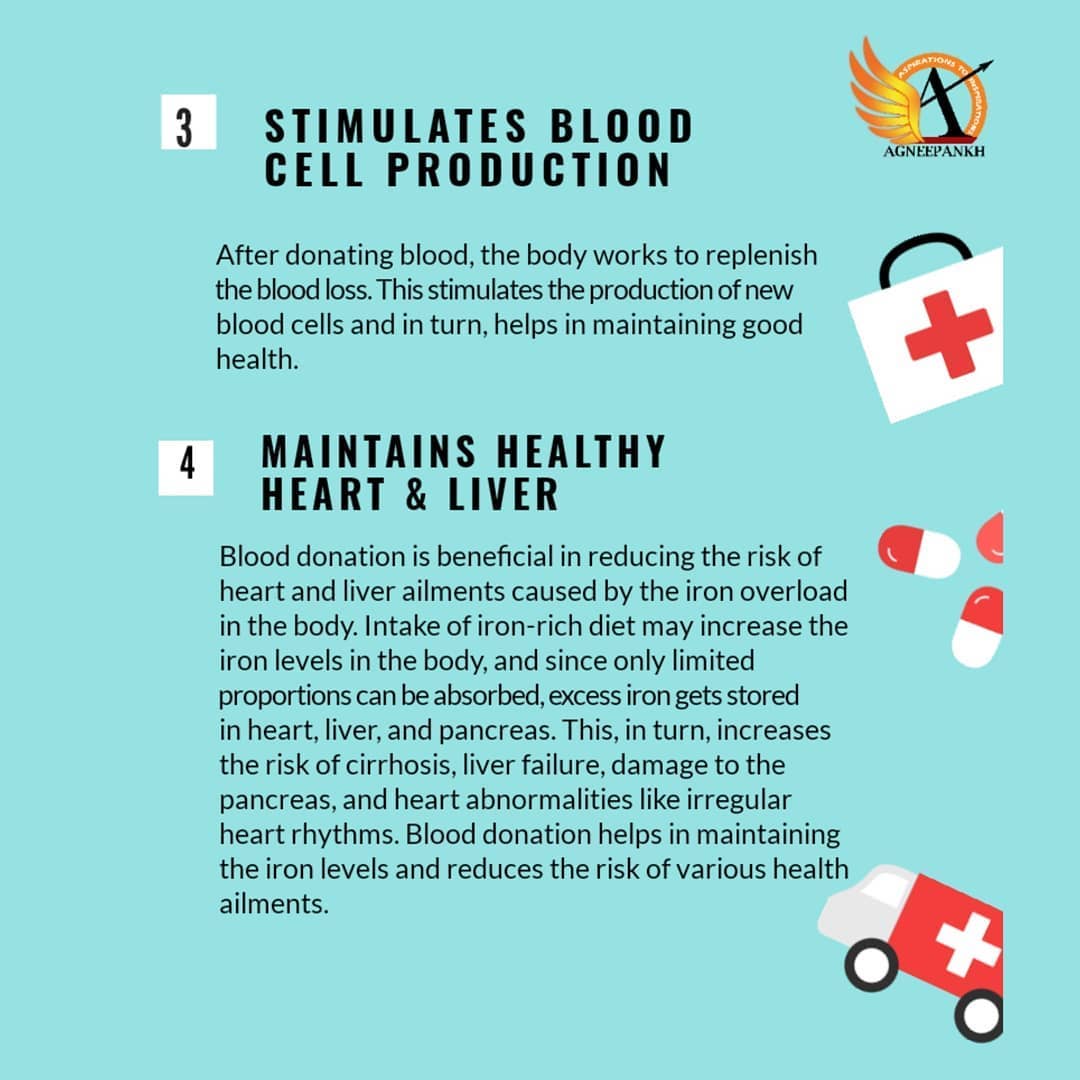 ASPIRATIONS TO INSPIRATIONS
AGNEEPANKH
3
STIMULATES BLOOD
CELL PRODUCTION
After donating blood, the body works to replenish
the blood loss. This stimulates the production of new
blood cells and in turn, helps in maintaining good
health.
4
MAINTAINS HEALTHY
HEART & LIVER
Blood donation is beneficial in reducing the risk of
heart and liver ailments caused by the iron overload
in the body. Intake of iron-rich diet may increase the
iron levels in the body, and since only limited
proportions can be absorbed, excess iron gets stored
in heart, liver, and pancreas. This, in turn, increases
the risk of cirrhosis, liver failure, damage to the
pancreas, and heart abnormalities like irregular
heart rhythms. Blood donation helps in maintaining
the iron levels and reduces the risk of various health
ailments.